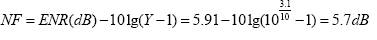 NF = ENR(dB) − 10lg(Y − 1) = 5.91 − 10lg(10^{3.1/10} − 1) = 5.7dB